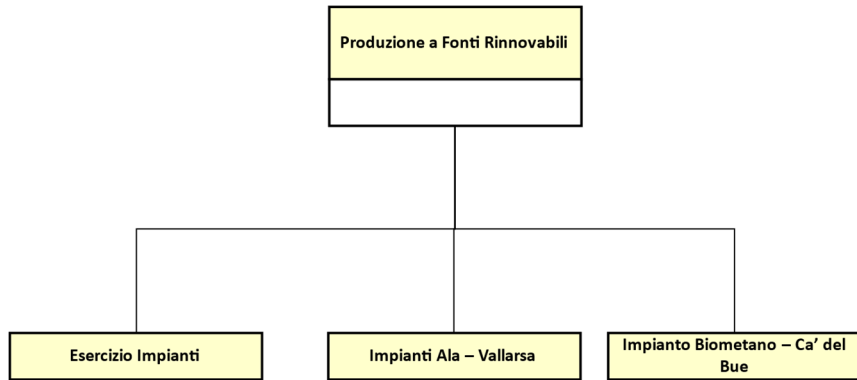 Produzione a Fonti Rinnovabili
Esercizio Impianti
Impianti Ala – Vallarsa
Impianto Biometano – Ca’ del
Bue